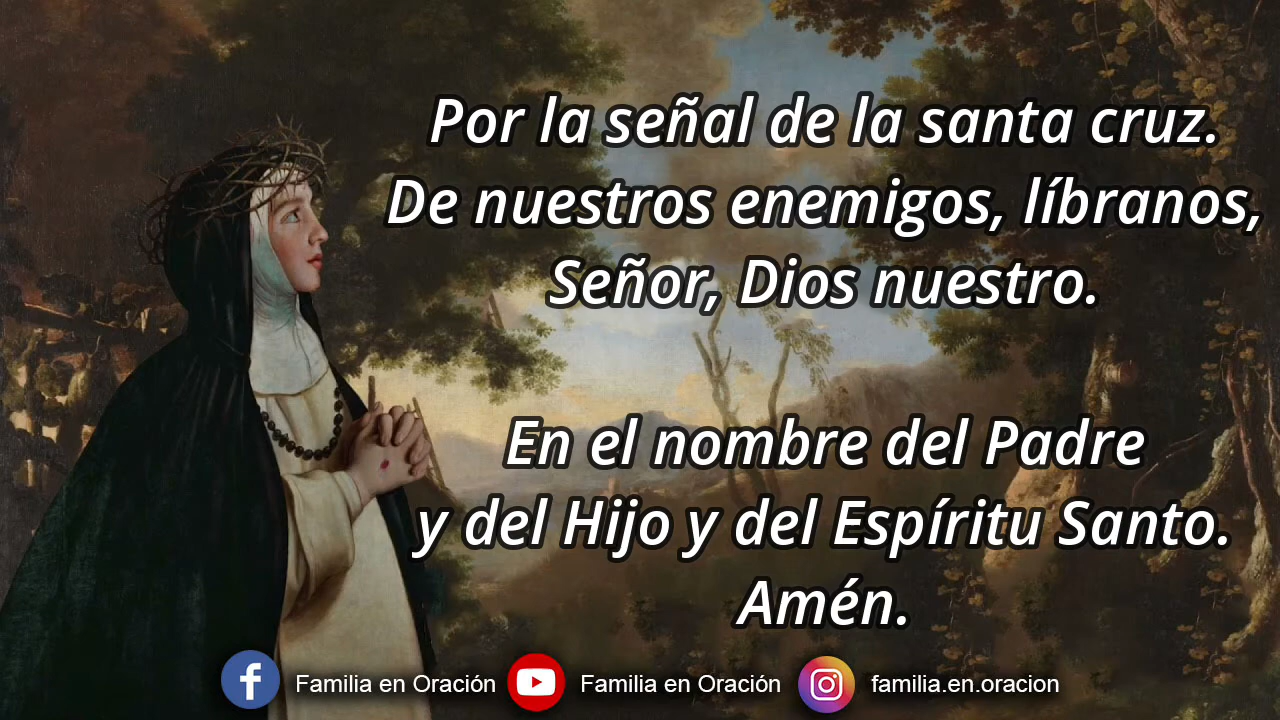 Por la señal de la santa cruz.
De nuestros enemigos, líbranos,
Señor, Dios nuestro.
En el nombre del Padre
y del Hijo y del Espíritu Santo.
Amén.
Familia en Oración Familia en Oración familia.en.oracion